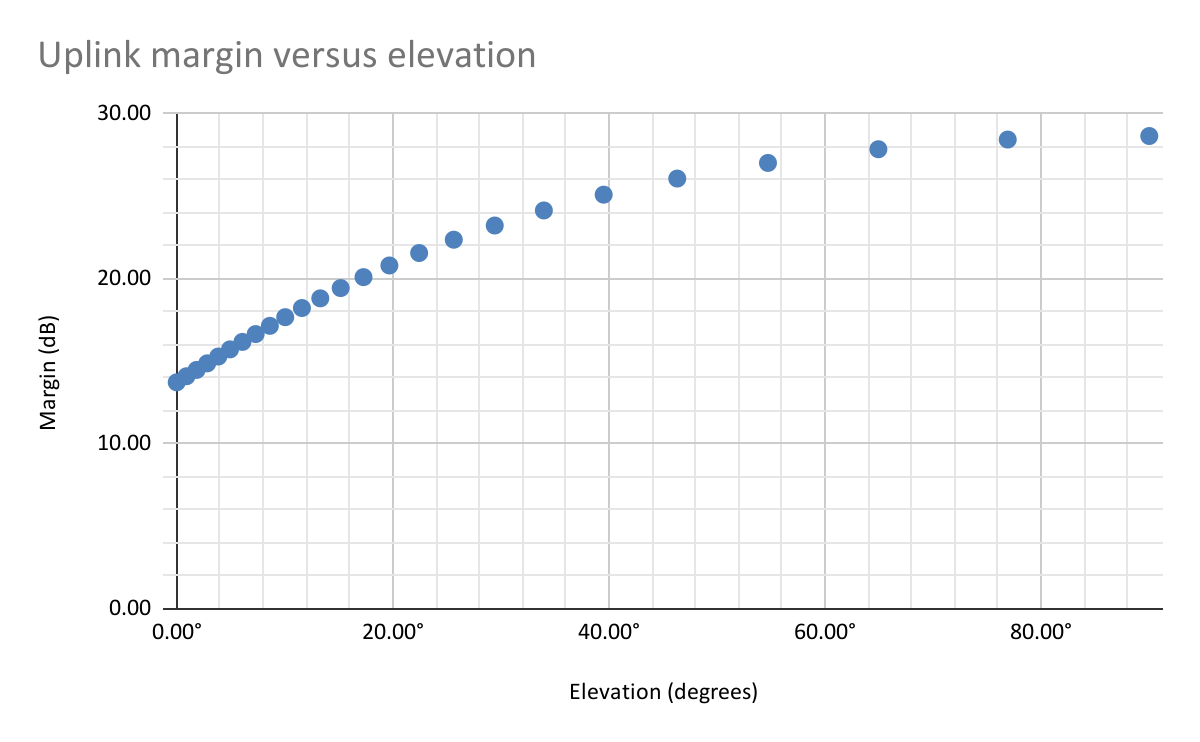 Uplink margin versus elevation
30.00
20.00
10.00
0.00
Margin (dB)
0.00° 20.00° 40.00° 60.00° 80.00°
Elevation (degrees)